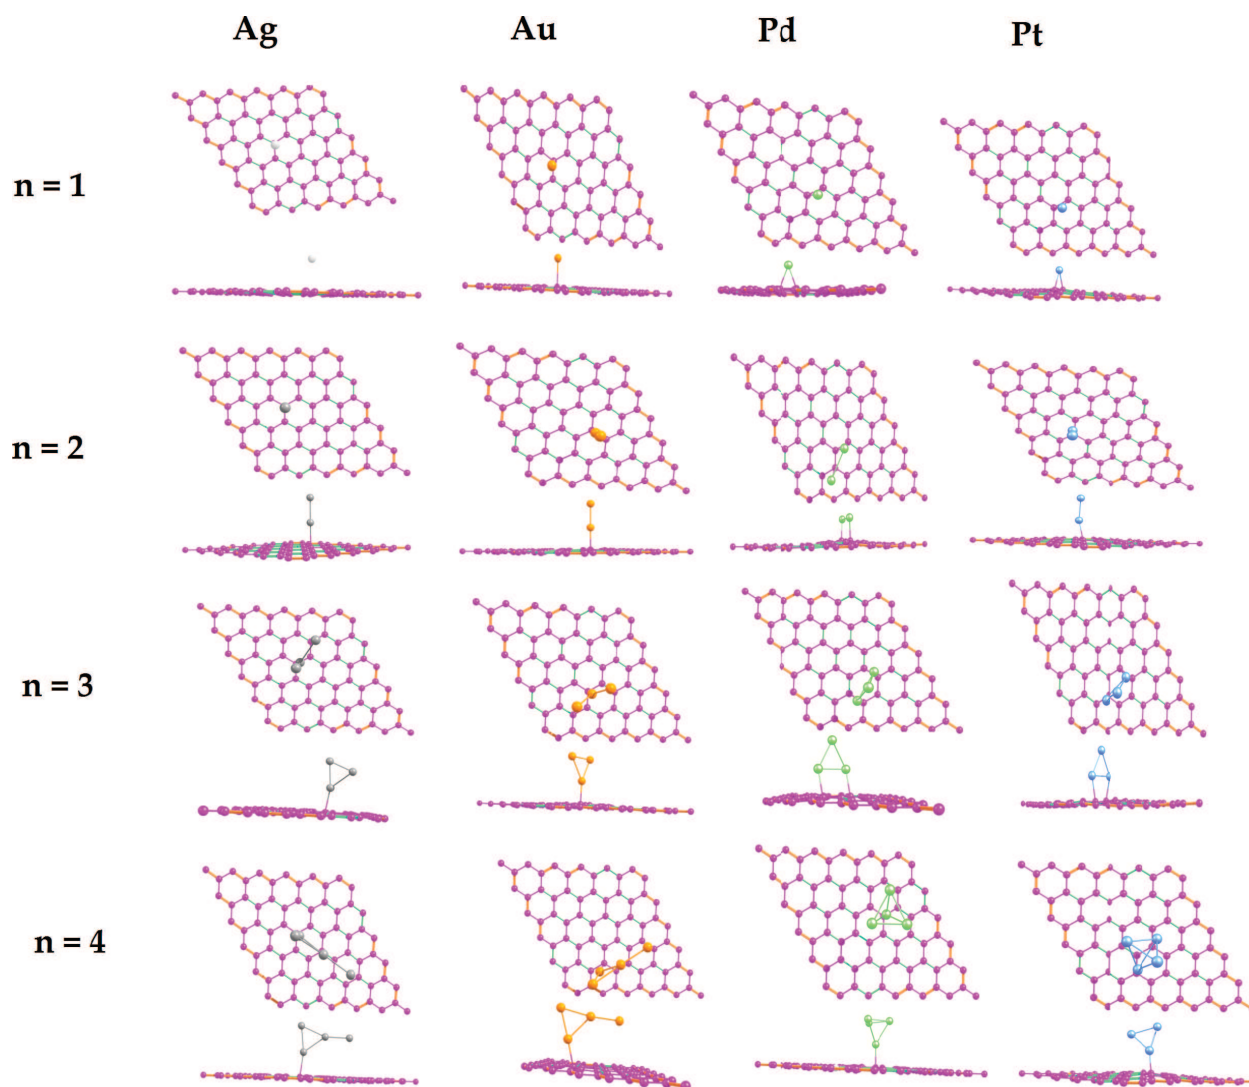 Ag Au Pd Pt
n = 1
n = 2
n = 3
n = 4